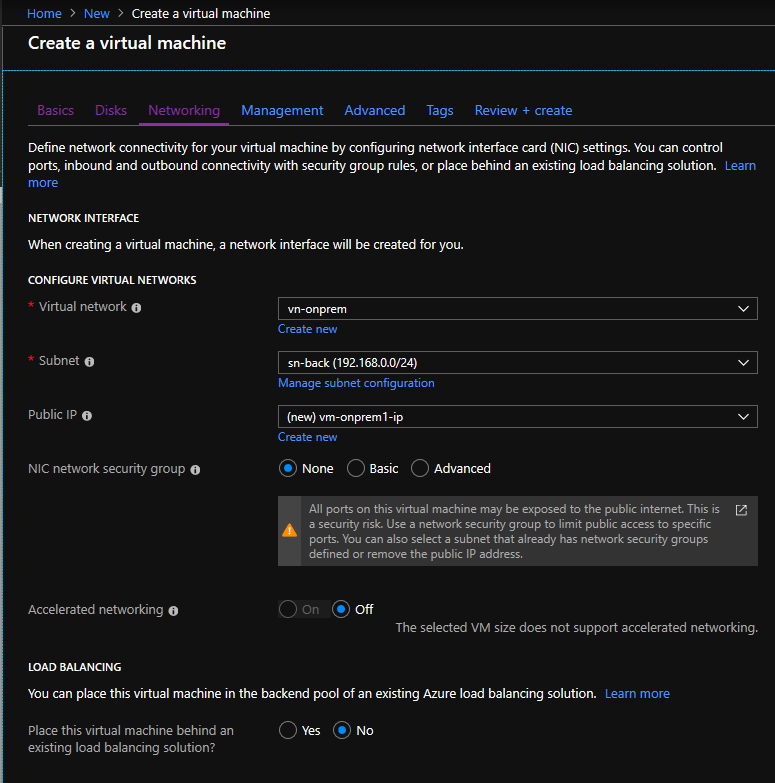 Home > New > Create a virtual machine
Create a virtual machine
Basics Disks Networking Management Advanced Tags Review + create
Define network connectivity for your virtual machine by configuring network interface card (NIC) settings. You can control
ports, inbound and outbound connectivity with security group rules, or place behind an existing load balancing solution. Learn
more
NETWORK INTERFACE
When creating a virtual machine, a network interface will be created for you.
CONFIGURE VIRTUAL NETWORKS
* Virtual network
vn-onprem
Create new
* Subnet
sn-back (192.168.0.0/24)
Manage subnet configuration
Public IP
(new) vm-onprem1-ip
Create new
NIC network security group
None Basic Advanced
All ports on this virtual machine may be exposed to the public internet. This is
a security risk. Use a network security group to limit public access to specific
ports. You can also select a subnet that already has network security groups
defined or remove the public IP address.
Accelerated networking
On Off
The selected VM size does not support accelerated networking.
LOAD BALANCING
You can place this virtual machine in the backend pool of an existing Azure load balancing solution. Learn more
Place this virtual machine behind an
existing load balancing solution?
Yes No